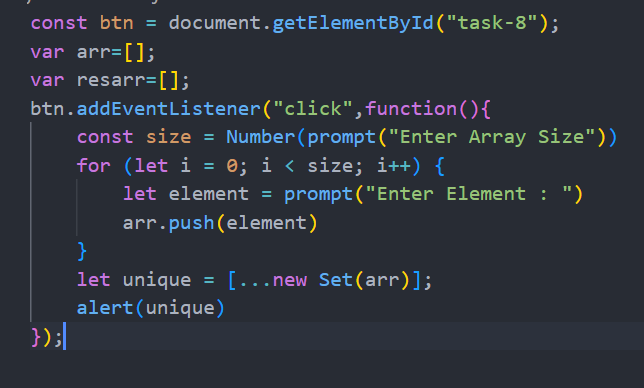 const btn = document.getElementById("task-8");
var arr=[];
var resarr=[];
btn.addEventListener("click",function(){
    const size = Number(prompt("Enter Array Size"))
    for (let i = 0; i < size; i++) {
        let element = prompt("Enter Element : ")
        arr.push(element)
    }
    let unique = [...new Set(arr)];
    alert(unique)
});